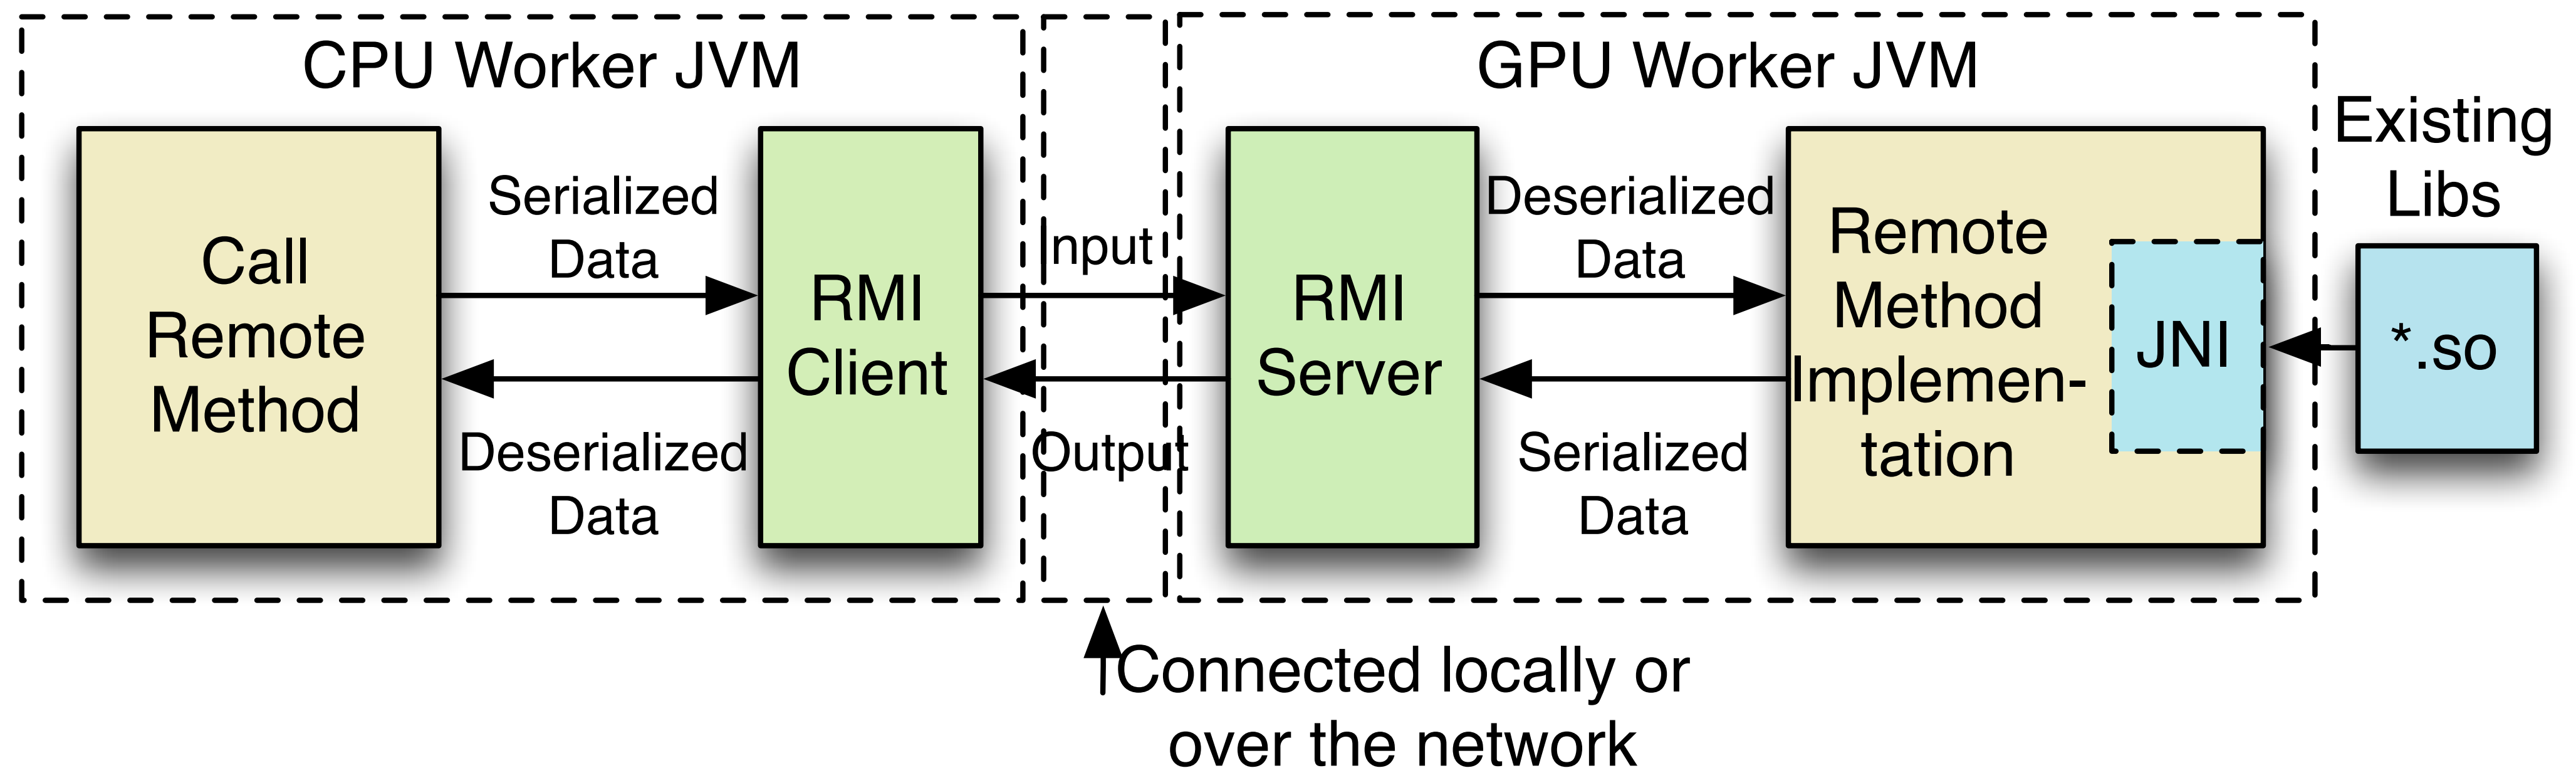 CPU Worker JVM
GPU Worker JVM
Existing
Libs
Call
Remote
Method
Serialized
Data
Deserialized
Data
RMI
Client
Input
Output
RMI
Server
Deserialized
Data
Serialized
Data
Remote
Method
Implemen-
tation
JNI
*.so
Connected locally or
over the network